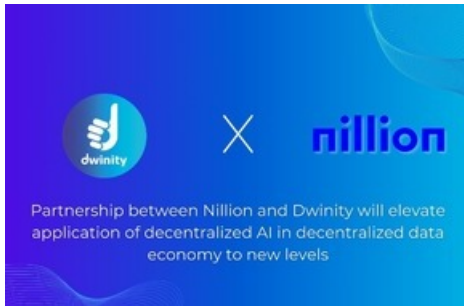 dwinity
X
nillion
Partnership between Nillion and Dwinity will elevate
application of decentralized AI in decentralized data
economy to new levels